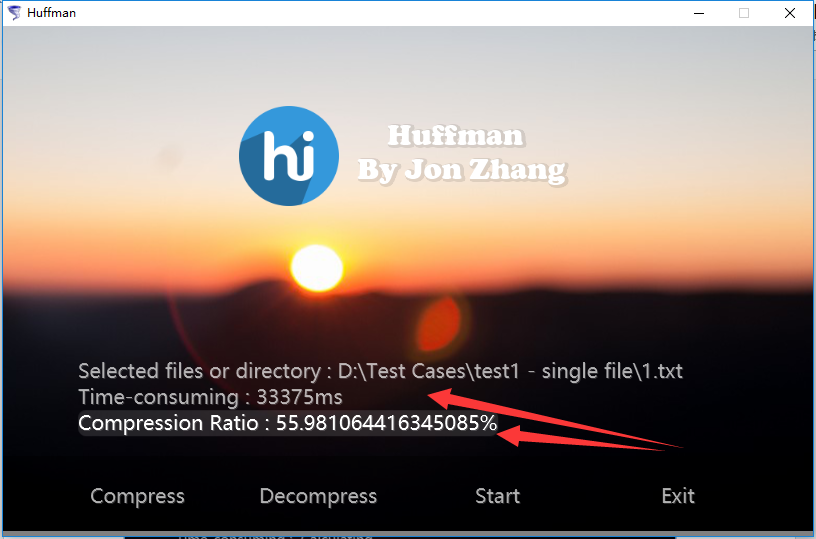 Huffman
hi
Huffman
By Jon Zhang
Selected files or directory : D:\Test Cases\test1 - single file\1.txt
Time-consuming : 33375ms
Compression Ratio : 55.981064416345085%
Compress Decompress Start Exit